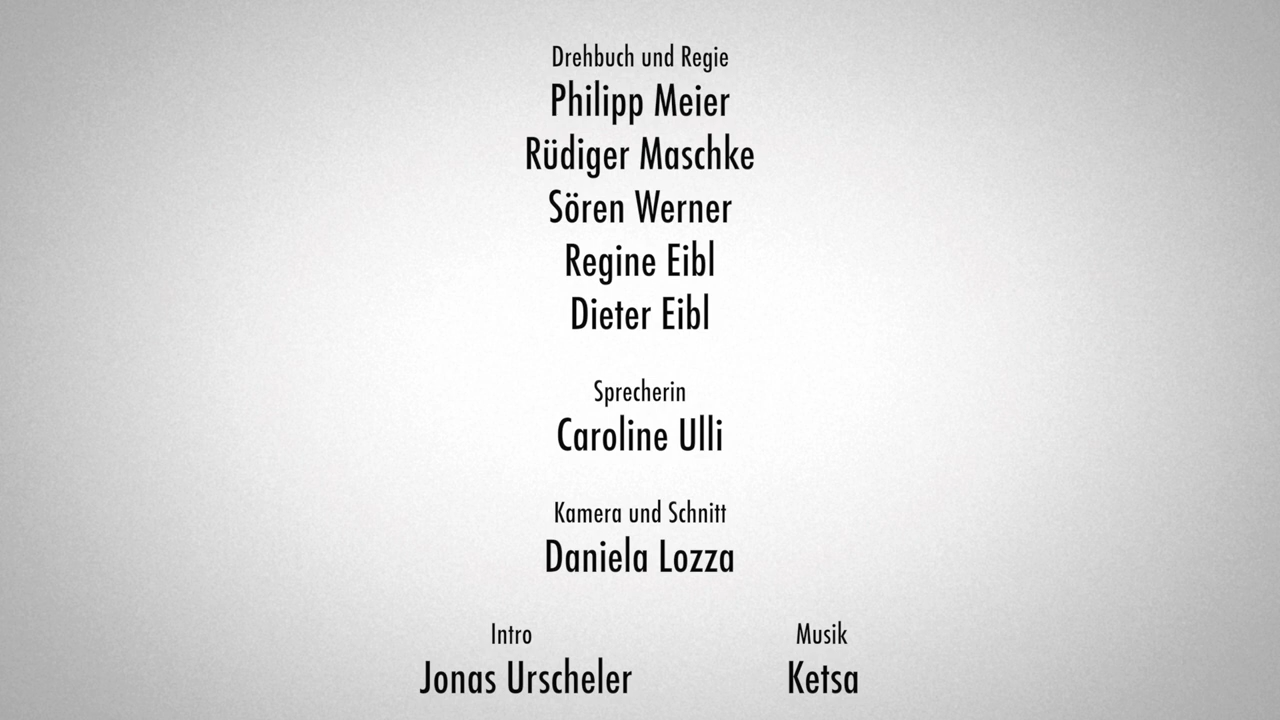 Drehbuch und Regie
Philipp Meier
Rüdiger Maschke
Sören Werner
Regine Eibl
Dieter Eibl
Sprecherin
Caroline Ulli
Kamera und Schnitt
Daniela Lozza
Intro
Jonas Urscheler
Musik
Ketsa